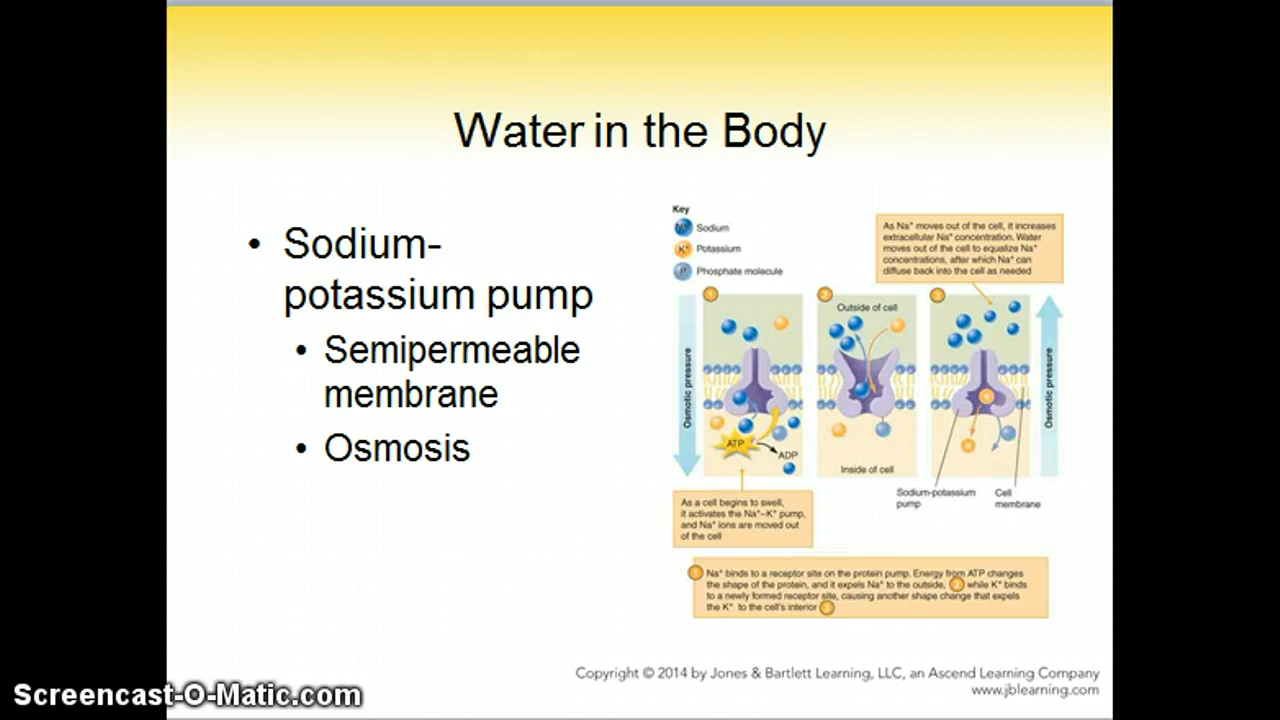 Water in the Body
• Sodium-
potassium pump
• Semipermeable
membrane
• Osmosis
Key
Na⁺ Sodium
K⁺ Potassium
P Phosphate molecule
As Na⁺ moves out of the cell, it increases
extracellular Na⁺ concentration. Water
moves out of the cell to equalize Na⁺
concentrations, after which Na⁺ can
diffuse back into the cell as needed
1
2
3
Outside of cell
Osmotic pressure
Osmotic pressure
ATP
ADP
Inside of cell
Sodium-potassium
pump
Cell
membrane
As a cell begins to swell,
it activates the Na⁺–K⁺ pump,
and Na⁺ ions are moved out
of the cell
1 Na⁺ binds to a receptor site on the protein pump. Energy from ATP changes
the shape of the protein, and it expels Na⁺ to the outside, 2 while K⁺ binds
to a newly formed receptor site, causing another shape change that expels
the K⁺ to the cell's interior 3
Copyright © 2014 by Jones & Bartlett Learning, LLC, an Ascend Learning Company
www.jblearning.com
Screencast-O-Matic.com